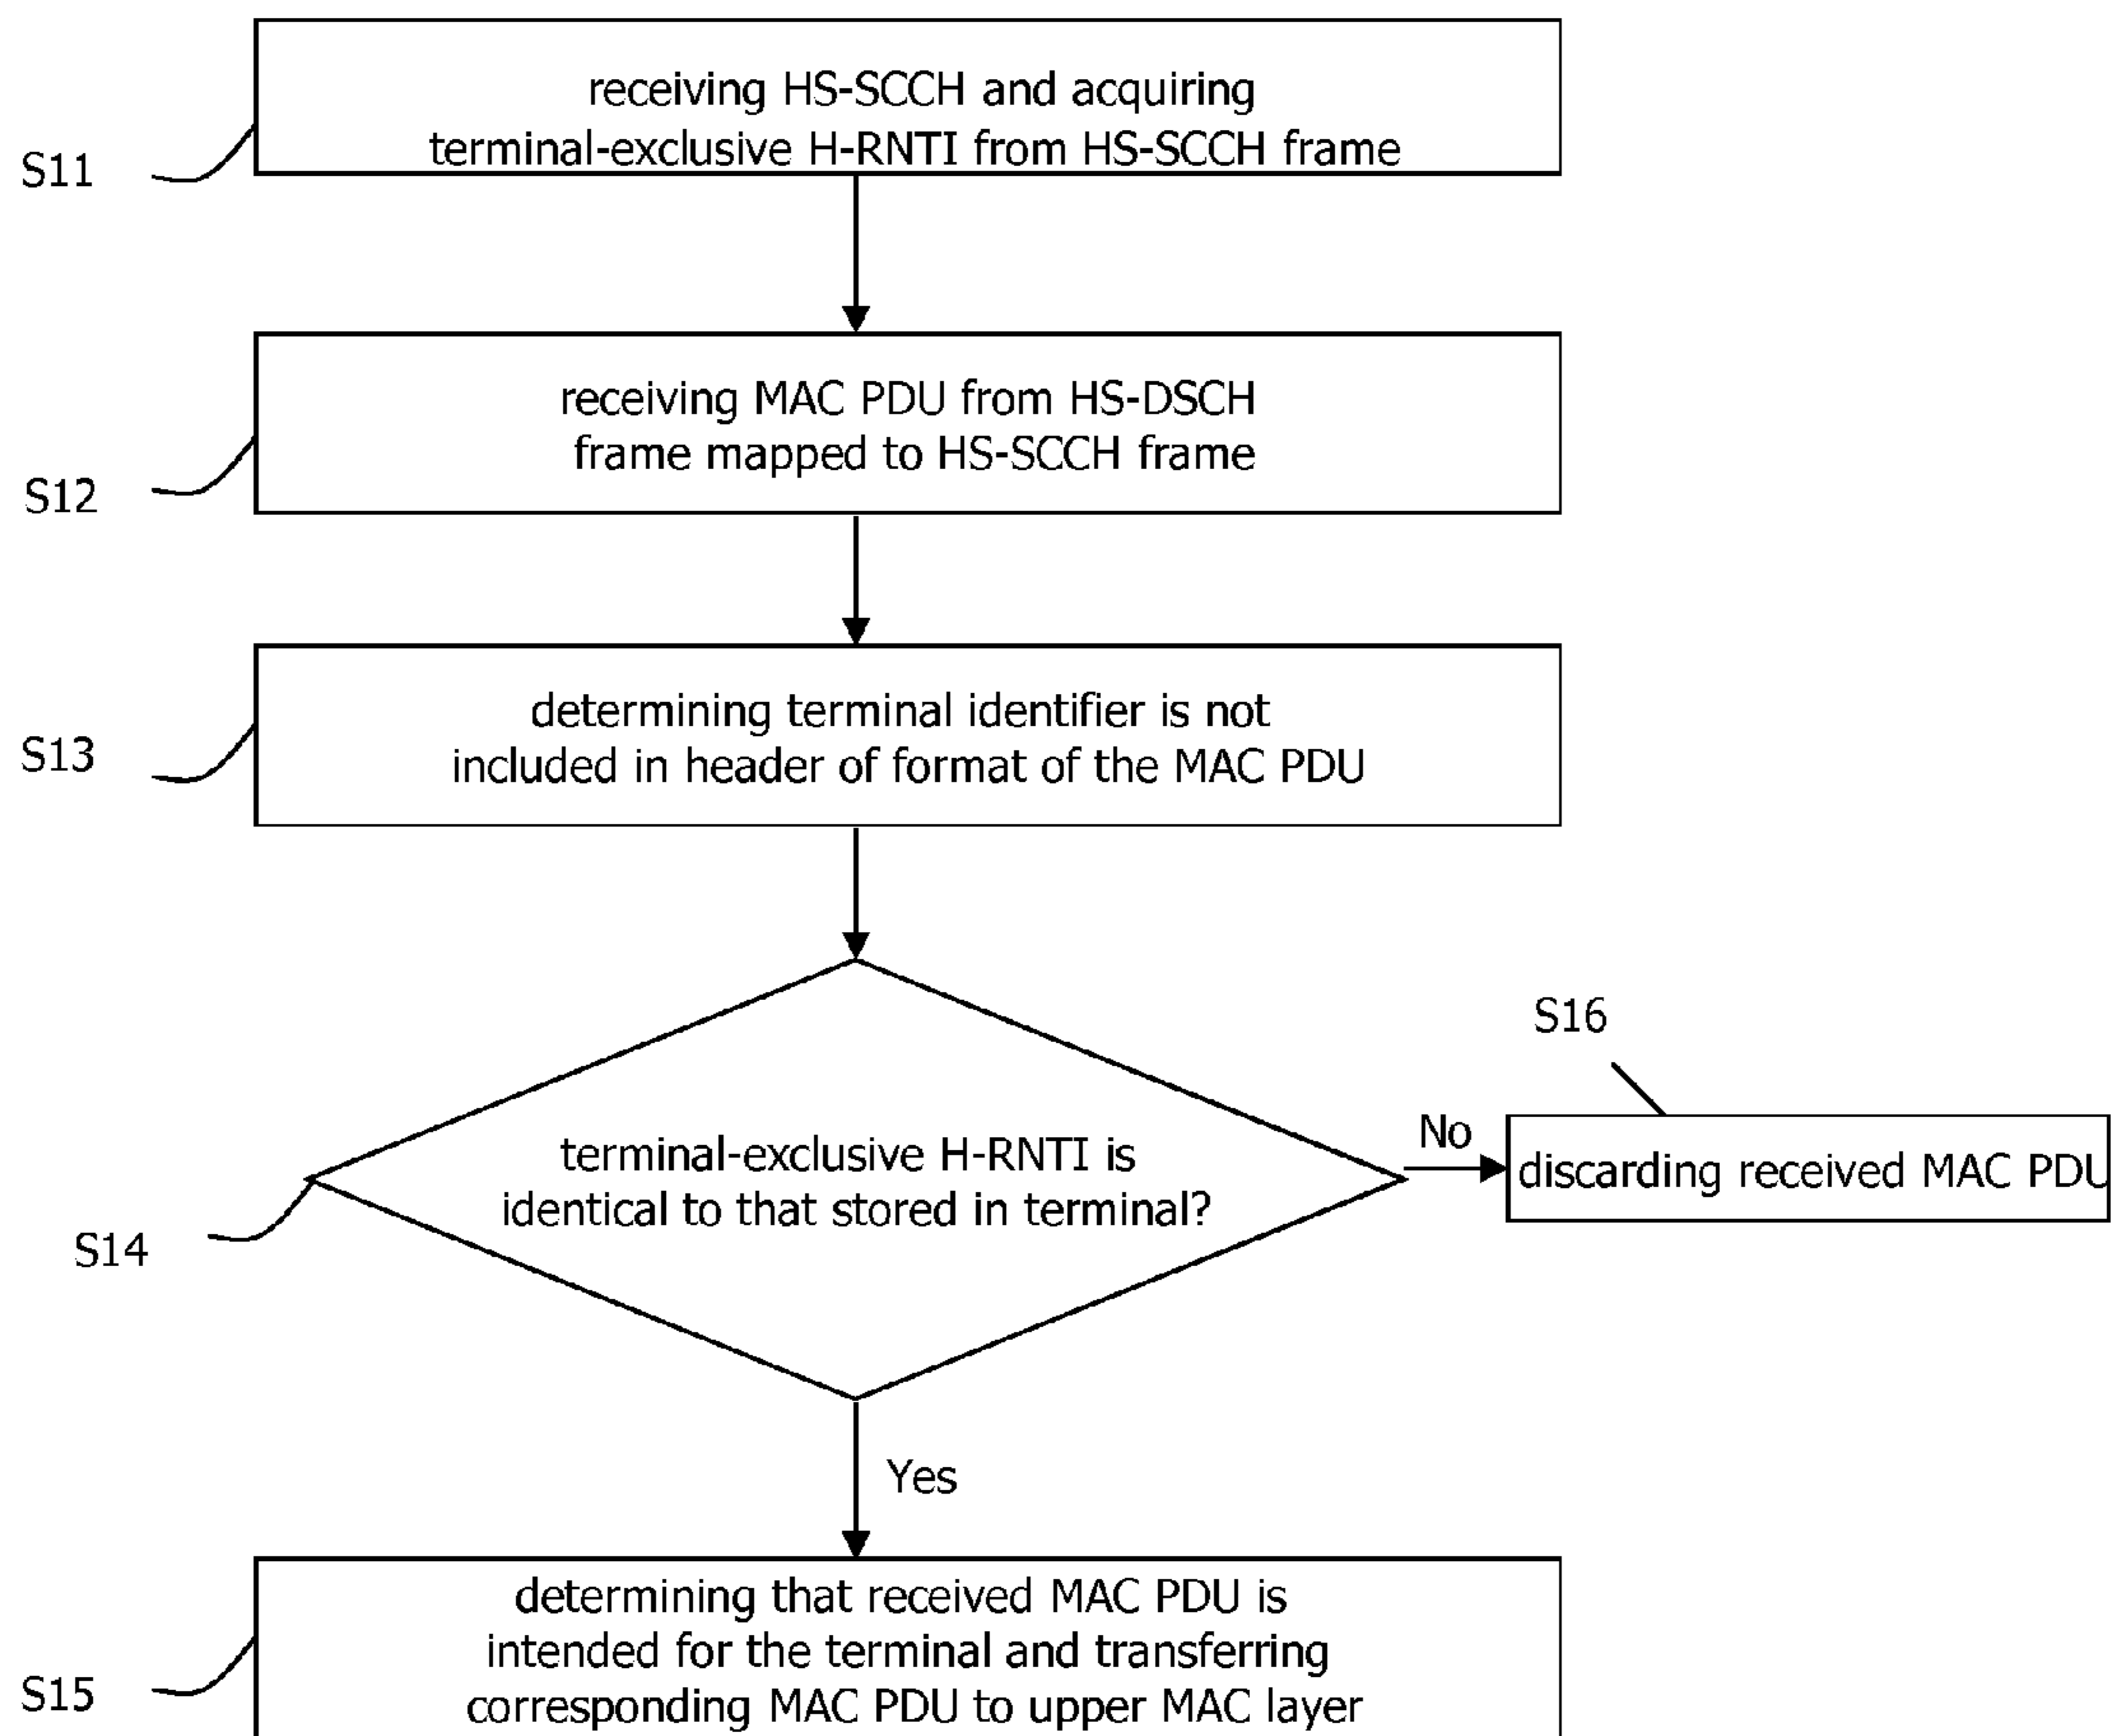 receiving HS-SCCH and acquiring
terminal-exclusive H-RNTI from HS-SCCH frame
S11
receiving MAC PDU from HS-DSCH
frame mapped to HS-SCCH frame
S12
determining terminal identifier is not
included in header of format of the MAC PDU
S13
S16
terminal-exclusive H-RNTI is
identical to that stored in terminal?
No
discarding received MAC PDU
S14
Yes
determining that received MAC PDU is
intended for the terminal and transferring
corresponding MAC PDU to upper MAC layer
S15